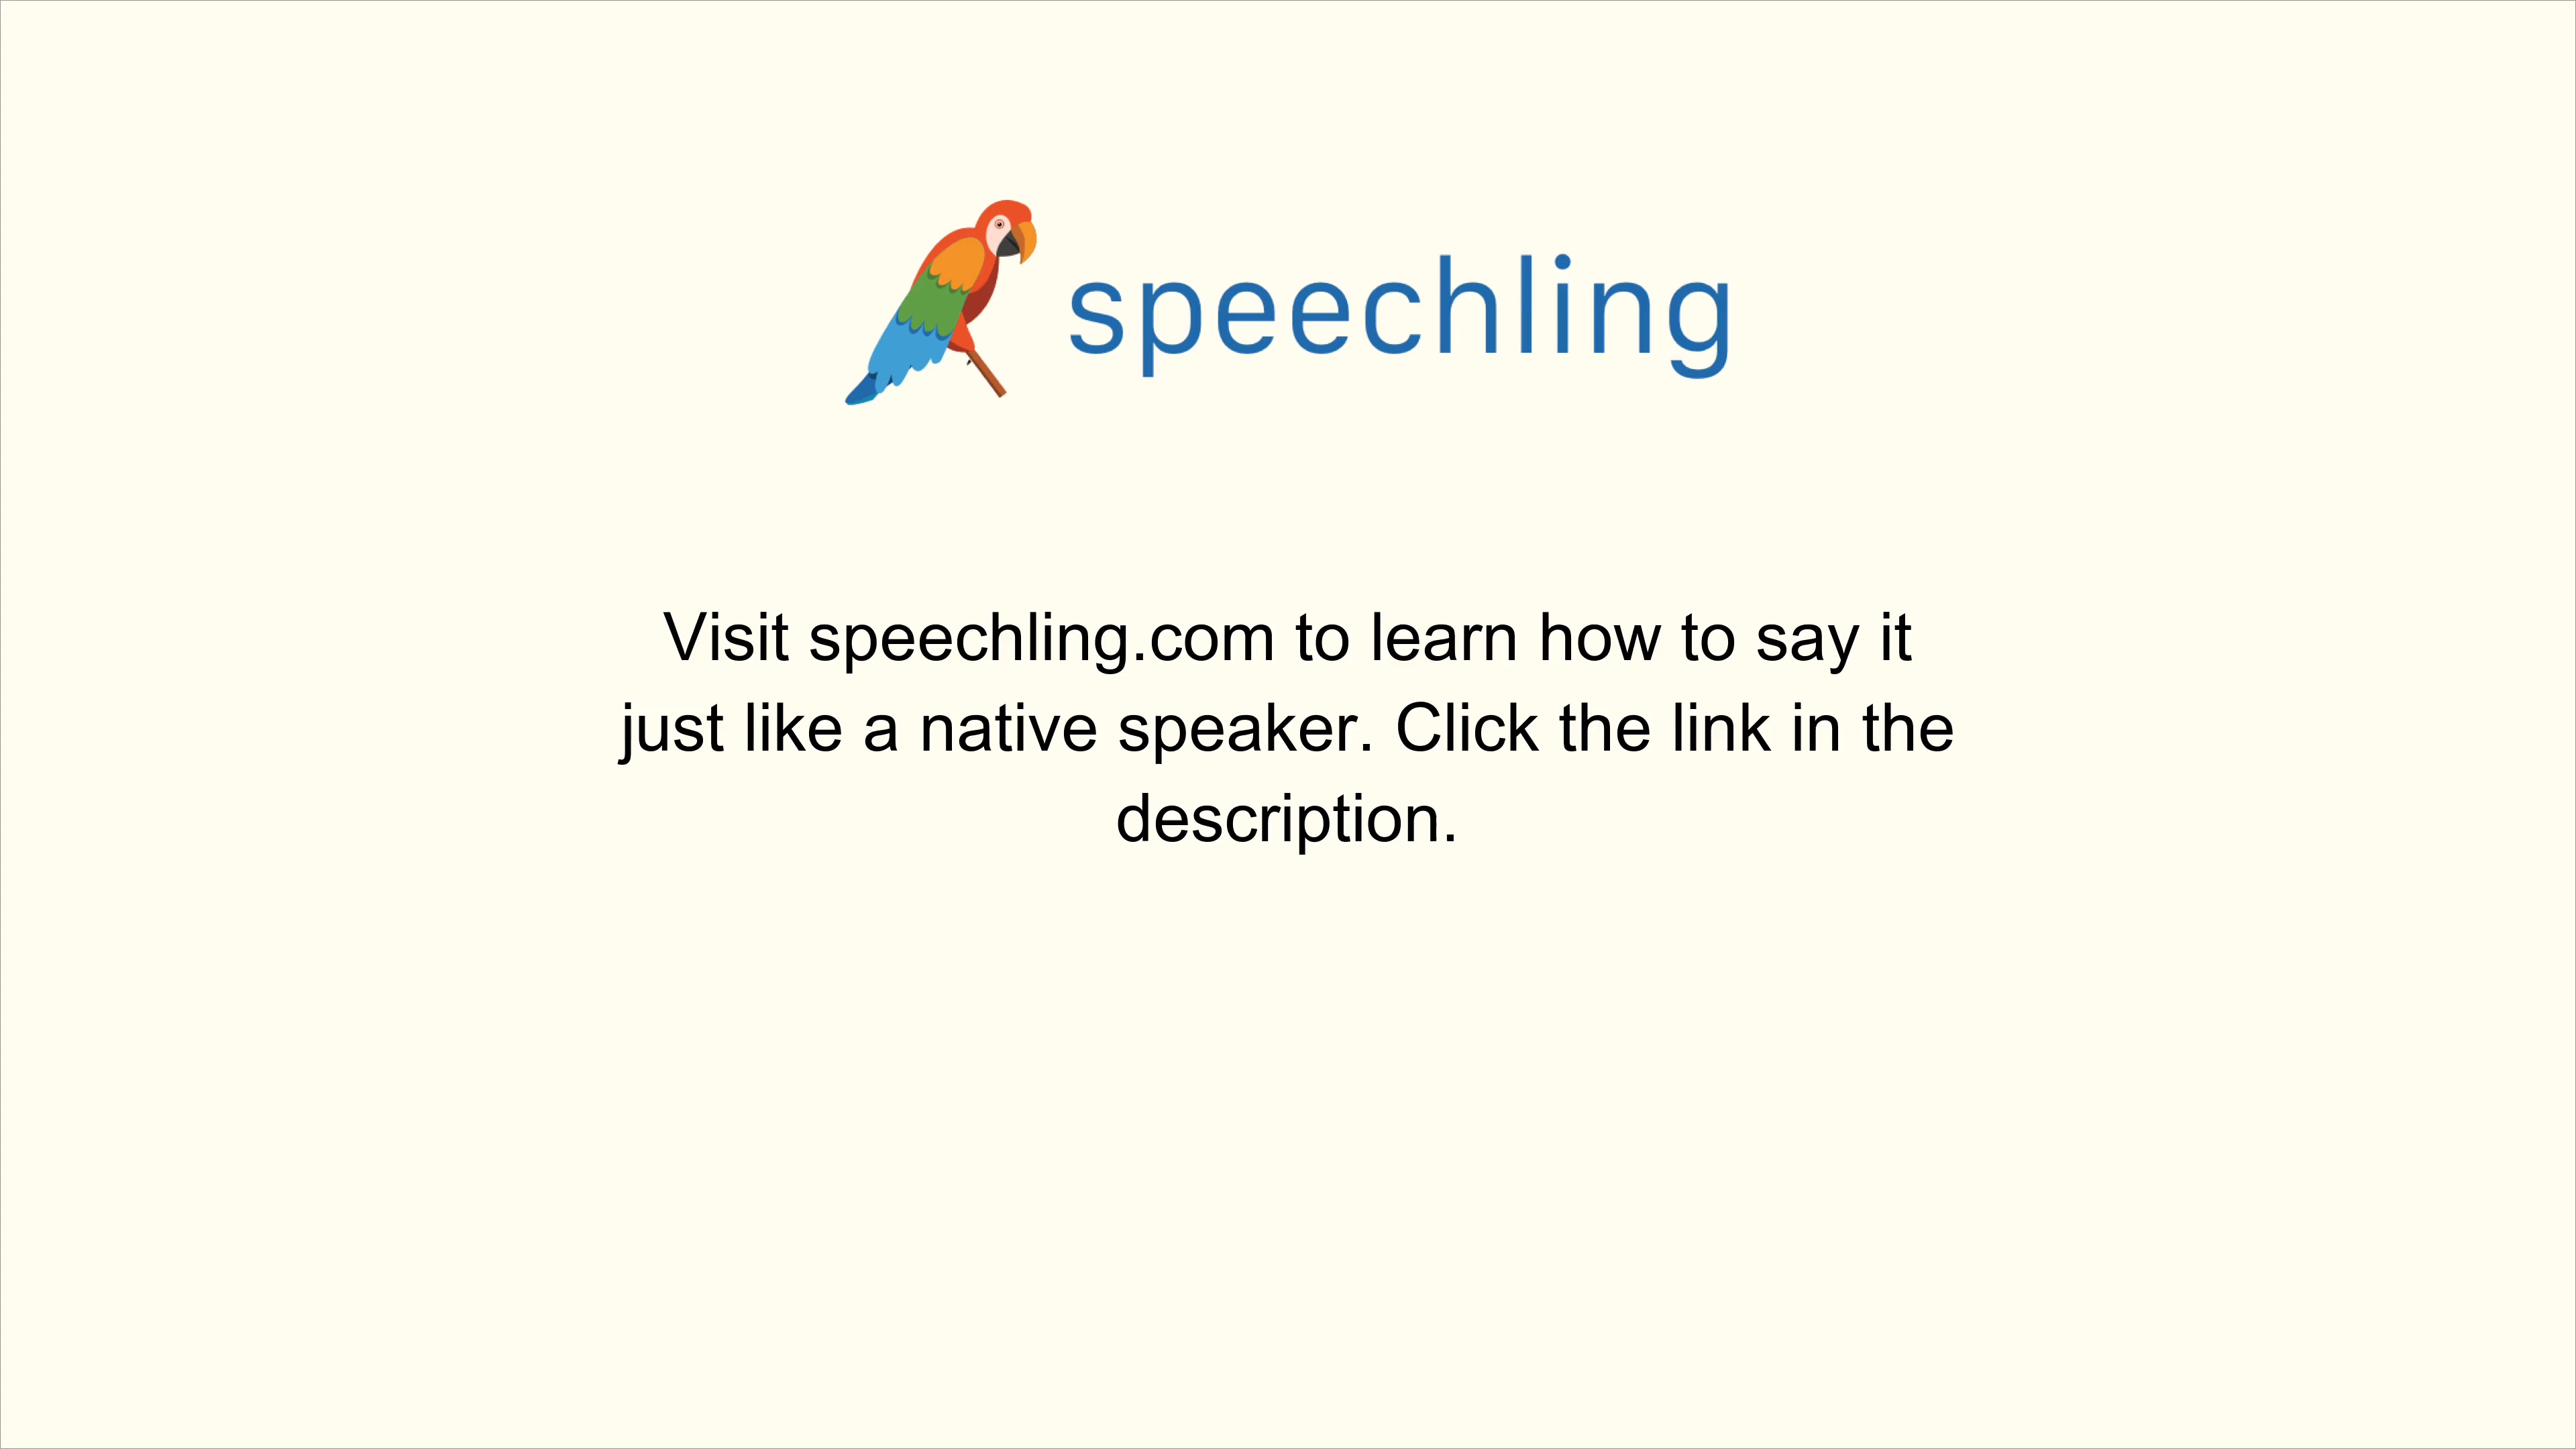 speechling
Visit speechling.com to learn how to say it
just like a native speaker. Click the link in the
description.